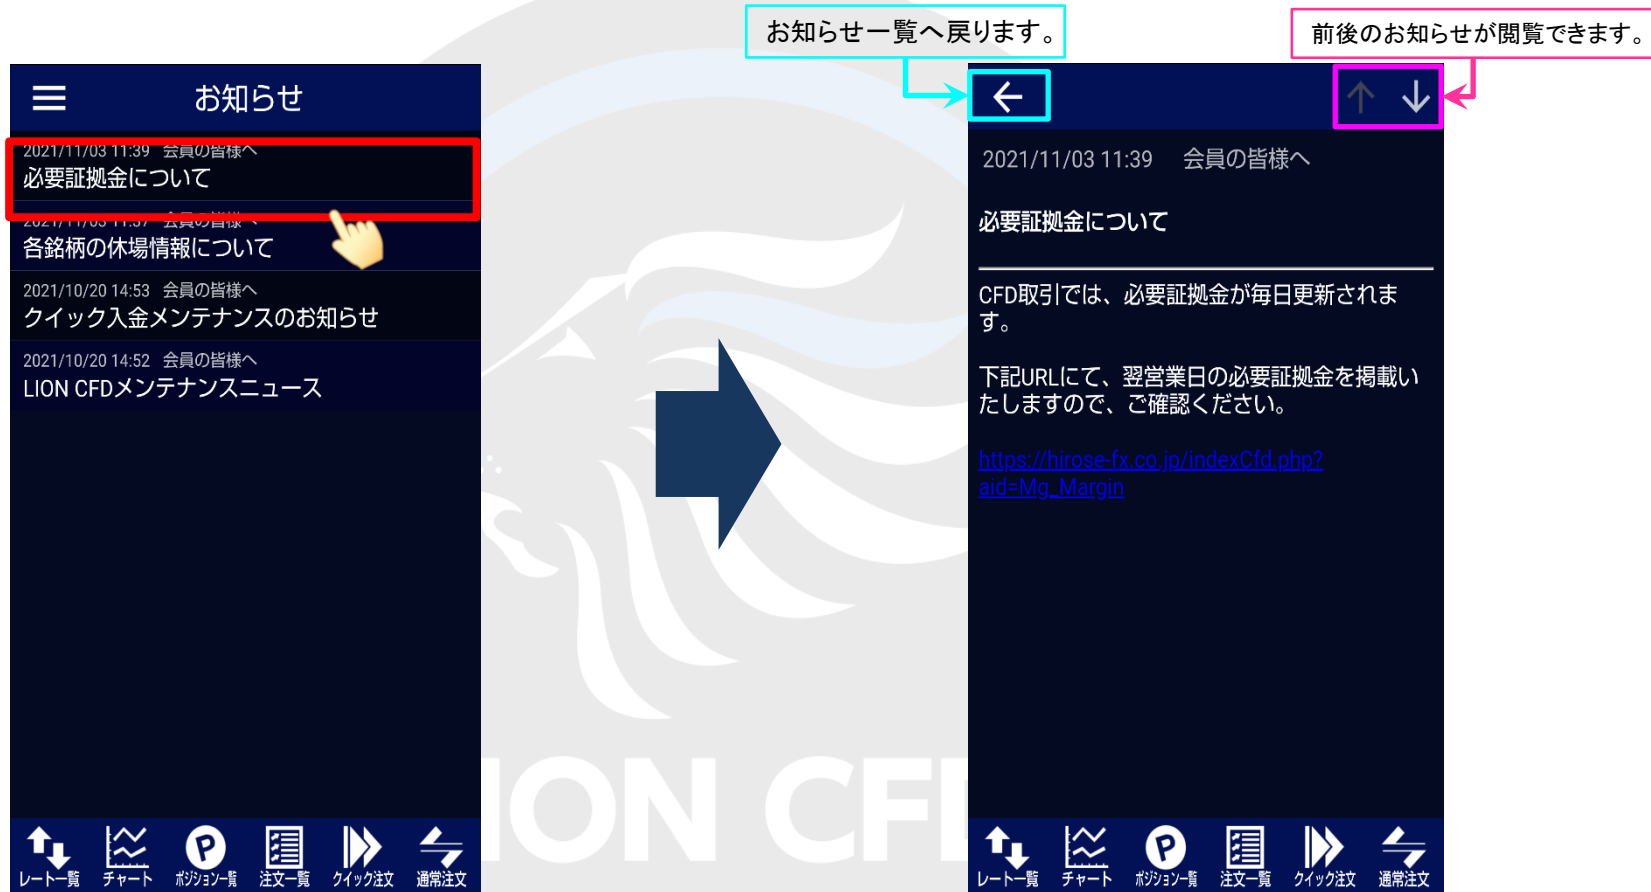 お知らせ一覧へ戻ります。
前後のお知らせが閲覧できます。
お知らせ
2021/11/03 11:39 会員の皆様へ
必要証拠金について
2021/11/03 11:37 会員の皆様へ
各銘柄の休場情報について
2021/10/20 14:53 会員の皆様へ
クイック入金メンテナンスのお知らせ
2021/10/20 14:52 会員の皆様へ
LION CFDメンテナンスニュース
レート一覧 チャート ポジション一覧 注文一覧 クイック注文 通常注文
2021/11/03 11:39 会員の皆様へ
必要証拠金について
CFD取引では、必要証拠金が毎日更新されま
す。
下記URLにて、翌営業日の必要証拠金を掲載い
たしますので、ご確認ください。
https://hirose-fx.co.jp/indexCfd.php?
aid=Mg_Margin
レート一覧 チャート ポジション一覧 注文一覧 クイック注文 通常注文
ION CF